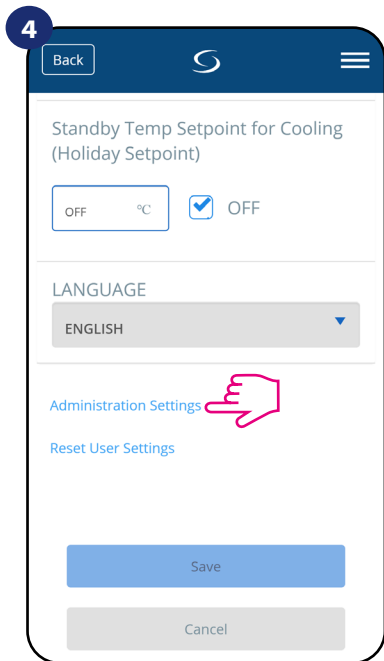 4
Back
Standby Temp Setpoint for Cooling
(Holiday Setpoint)
OFF °C OFF
LANGUAGE
ENGLISH
Administration Settings
Reset User Settings
Save
Cancel